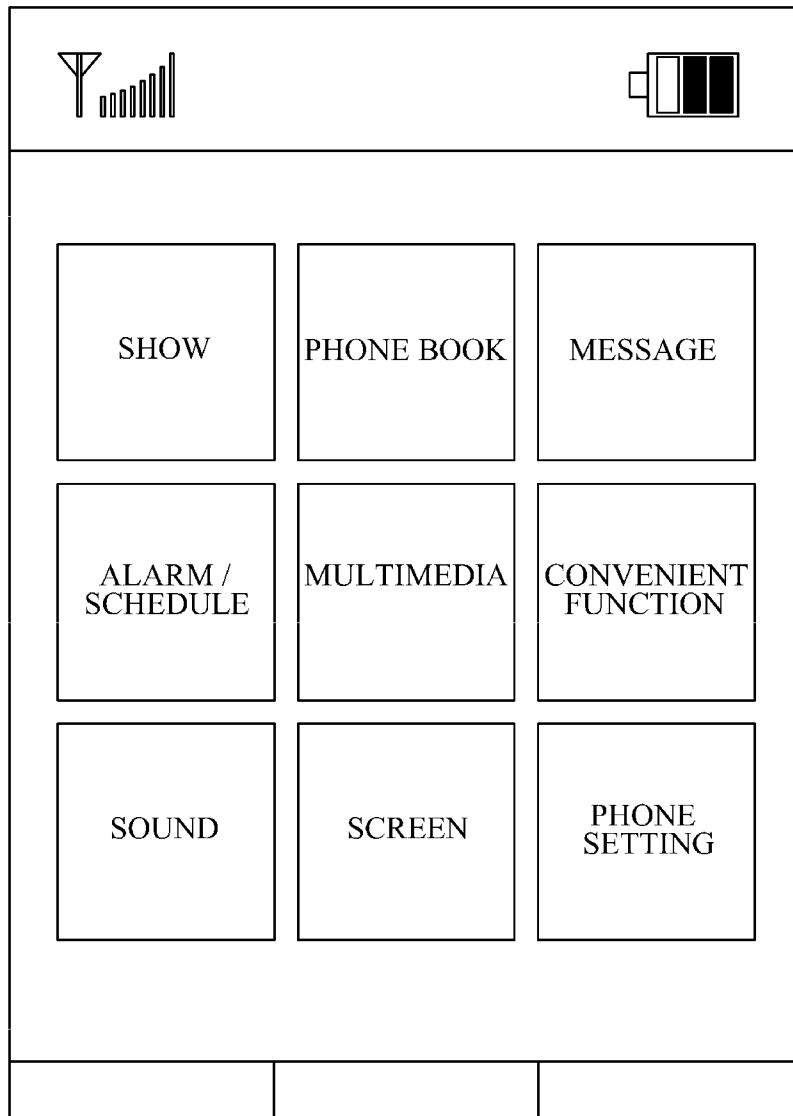 SHOW
PHONE BOOK
MESSAGE
ALARM /
SCHEDULE
MULTIMEDIA
CONVENIENT
FUNCTION
SOUND
SCREEN
PHONE
SETTING